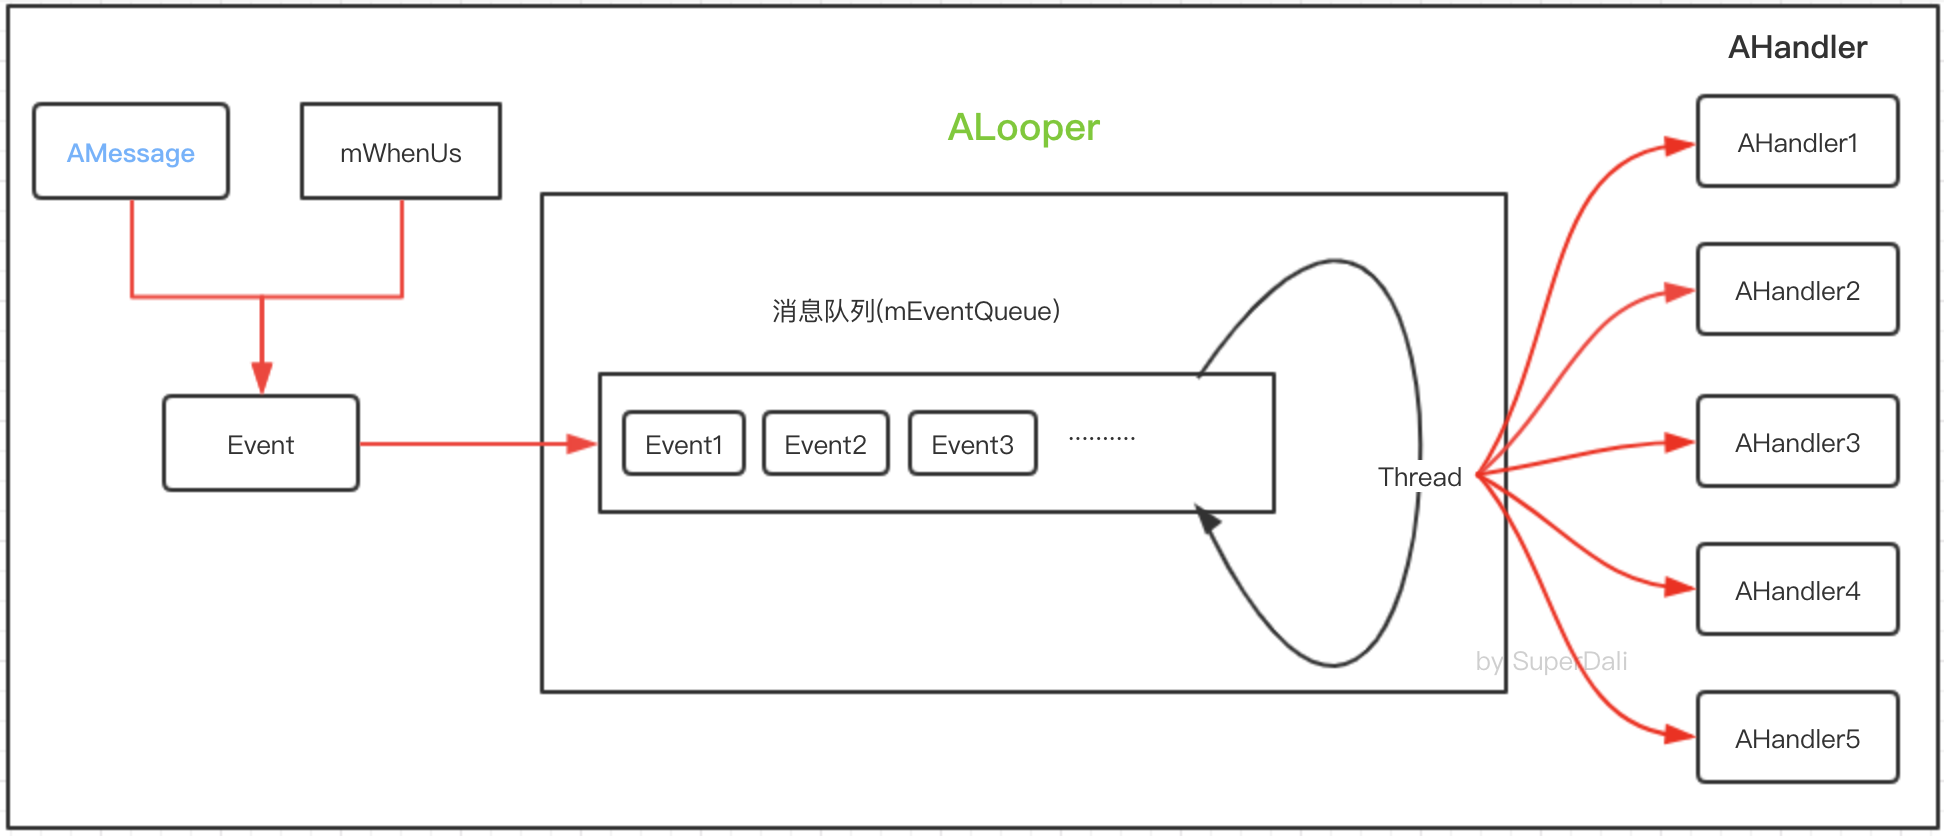 AHandler
AMessage
mWhenUs
ALooper
AHandler1
AHandler2
消息队列(mEventQueue)
Event
Event1
Event2
Event3
..........
Thread
AHandler3
AHandler4
by SuperDali
AHandler5